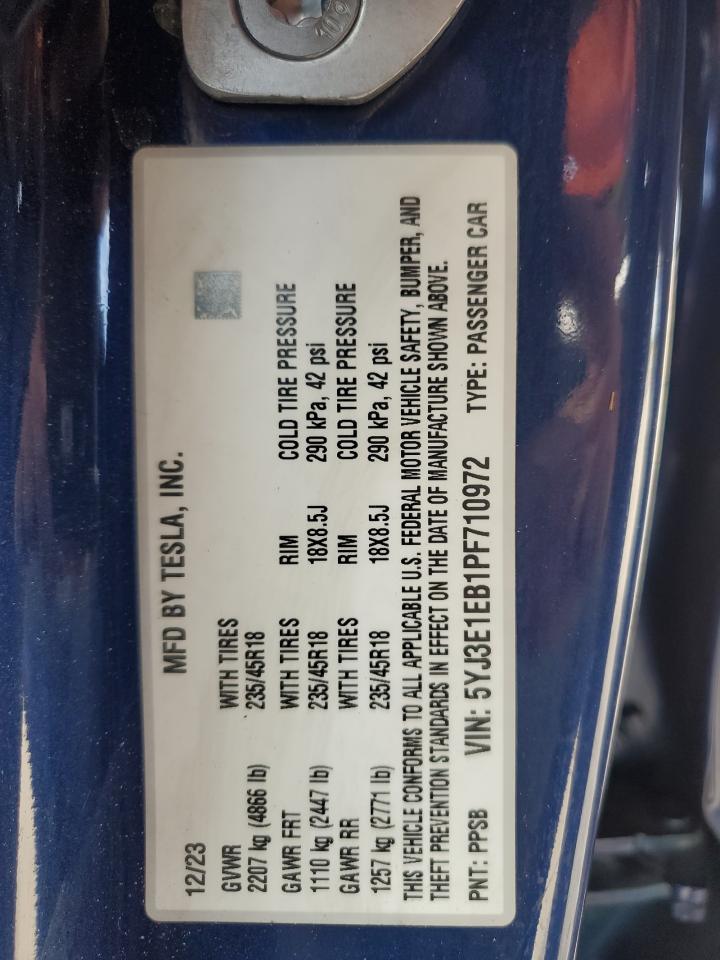 MFD BY TESLA, INC.
12/23
GVWR WITH TIRES
2207 kg (4866 lb) 235/45R18
GAWR FRT WITH TIRES RIM COLD TIRE PRESSURE
1110 kg (2447 lb) 235/45R18 18X8.5J 290 kPa, 42 psi
GAWR RR WITH TIRES RIM COLD TIRE PRESSURE
1257 kg (2771 lb) 235/45R18 18X8.5J 290 kPa, 42 psi
THIS VEHICLE CONFORMS TO ALL APPLICABLE U.S. FEDERAL MOTOR VEHICLE SAFETY, BUMPER, AND
THEFT PREVENTION STANDARDS IN EFFECT ON THE DATE OF MANUFACTURE SHOWN ABOVE.
PNT: PPSB VIN: 5YJ3E1EB1PF710972 TYPE: PASSENGER CAR